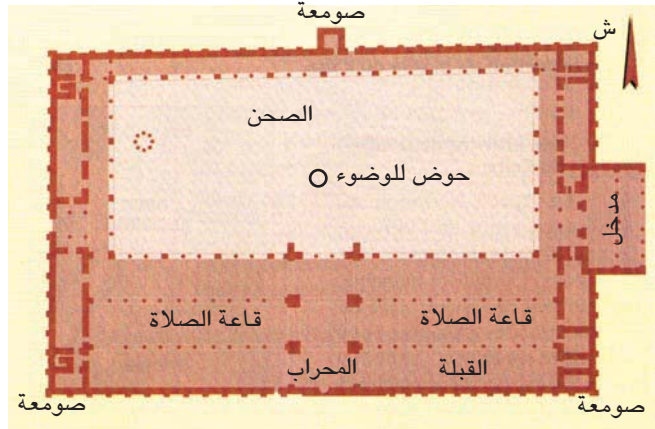 صومعة
ش
الصحن
حوض للوضوء
مدخل
قاعة الصلاة
قاعة الصلاة
القبلة
المحراب
صومعة
صومعة